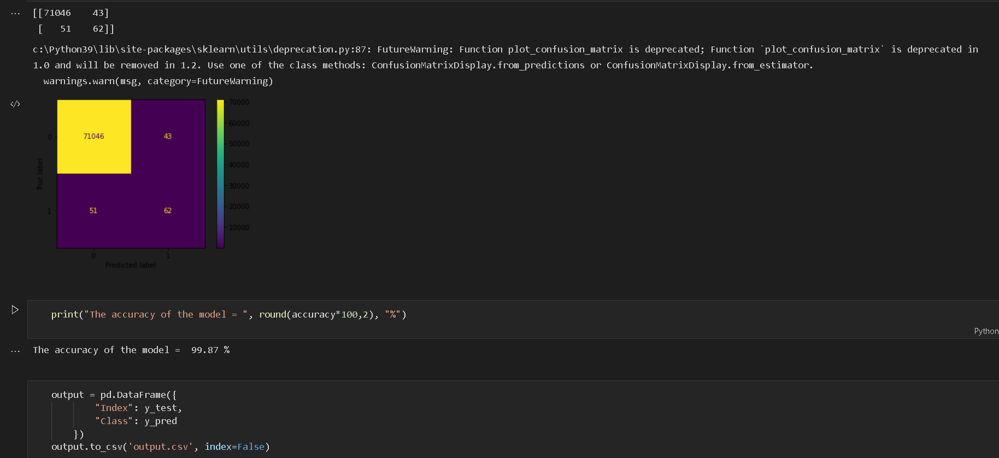 [[71046    43]
 [   51    62]]
c:\Python39\lib\site-packages\sklearn\utils\deprecation.py:87: FutureWarning: Function plot_confusion_matrix is deprecated; Function `plot_confusion_matrix` is deprecated in
1.0 and will be removed in 1.2. Use one of the class methods: ConfusionMatrixDisplay.from_predictions or ConfusionMatrixDisplay.from_estimator.
  warnings.warn(msg, category=FutureWarning)
70000
60000
50000
40000
30000
20000
10000
True label
0
71046 43
1
51 62
0 1
Predicted label
print("The accuracy of the model = ", round(accuracy*100,2), "%")
Python
The accuracy of the model =  99.87 %
output = pd.DataFrame({
        "Index": y_test,
        "Class": y_pred
    })
output.to_csv('output.csv', index=False)